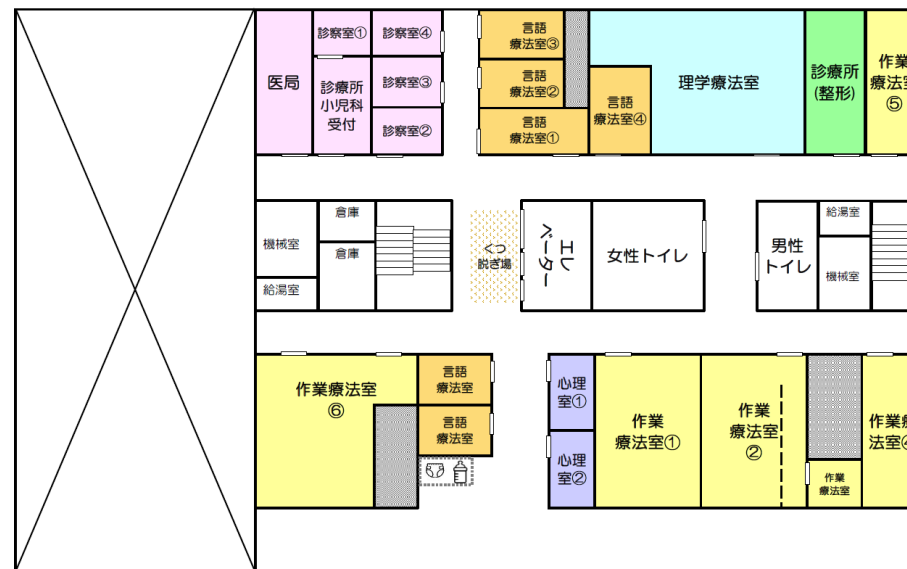 医局
診察室①
診療所
小児科
受付
診察室④
診察室③
診察室②
言語
療法室③
言語
療法室②
言語
療法室①
言語
療法室④
理学療法室
診療所
(整形)
作業
療法室
⑤
機械室
給湯室
倉庫
倉庫
くつ
脱ぎ場
エレ
ベーター
女性トイレ
男性
トイレ
給湯室
機械室
作業療法室
⑥
言語
療法室
言語
療法室
心理
室①
心理
室②
作業
療法室①
作業
療法室
②
作業
療法室
作業療
法室④